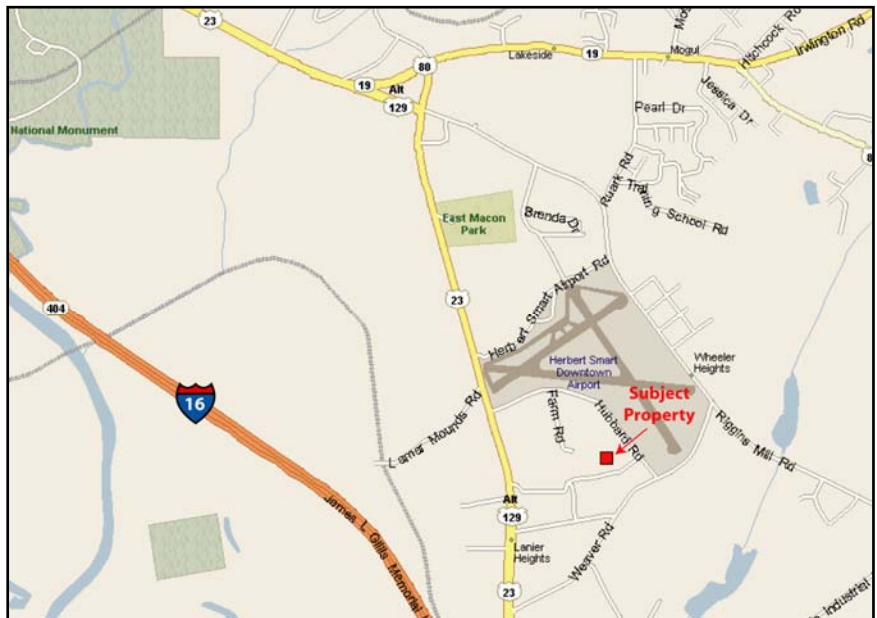 23
Lakeside
19
Mogul
Hitchcock Rd
Irwington Rd
80
19
Alt
129
Pearl Dr
Jessica Dr
National Monument
Ruark Rd
Training School Rd
Brenda Dr
East Macon
Park
Herbert Smart Airport Rd
23
404
Herbert Smart
Downtown
Airport
Wheeler
Heights
16
Lamar Mounds Rd
Farm Rd
Hubbard Rd
Subject
Property
Riggins Mill Rd
James L Gillis Memorial
Alt
129
Lanier
Heights
Weaver Rd
Industrial
23